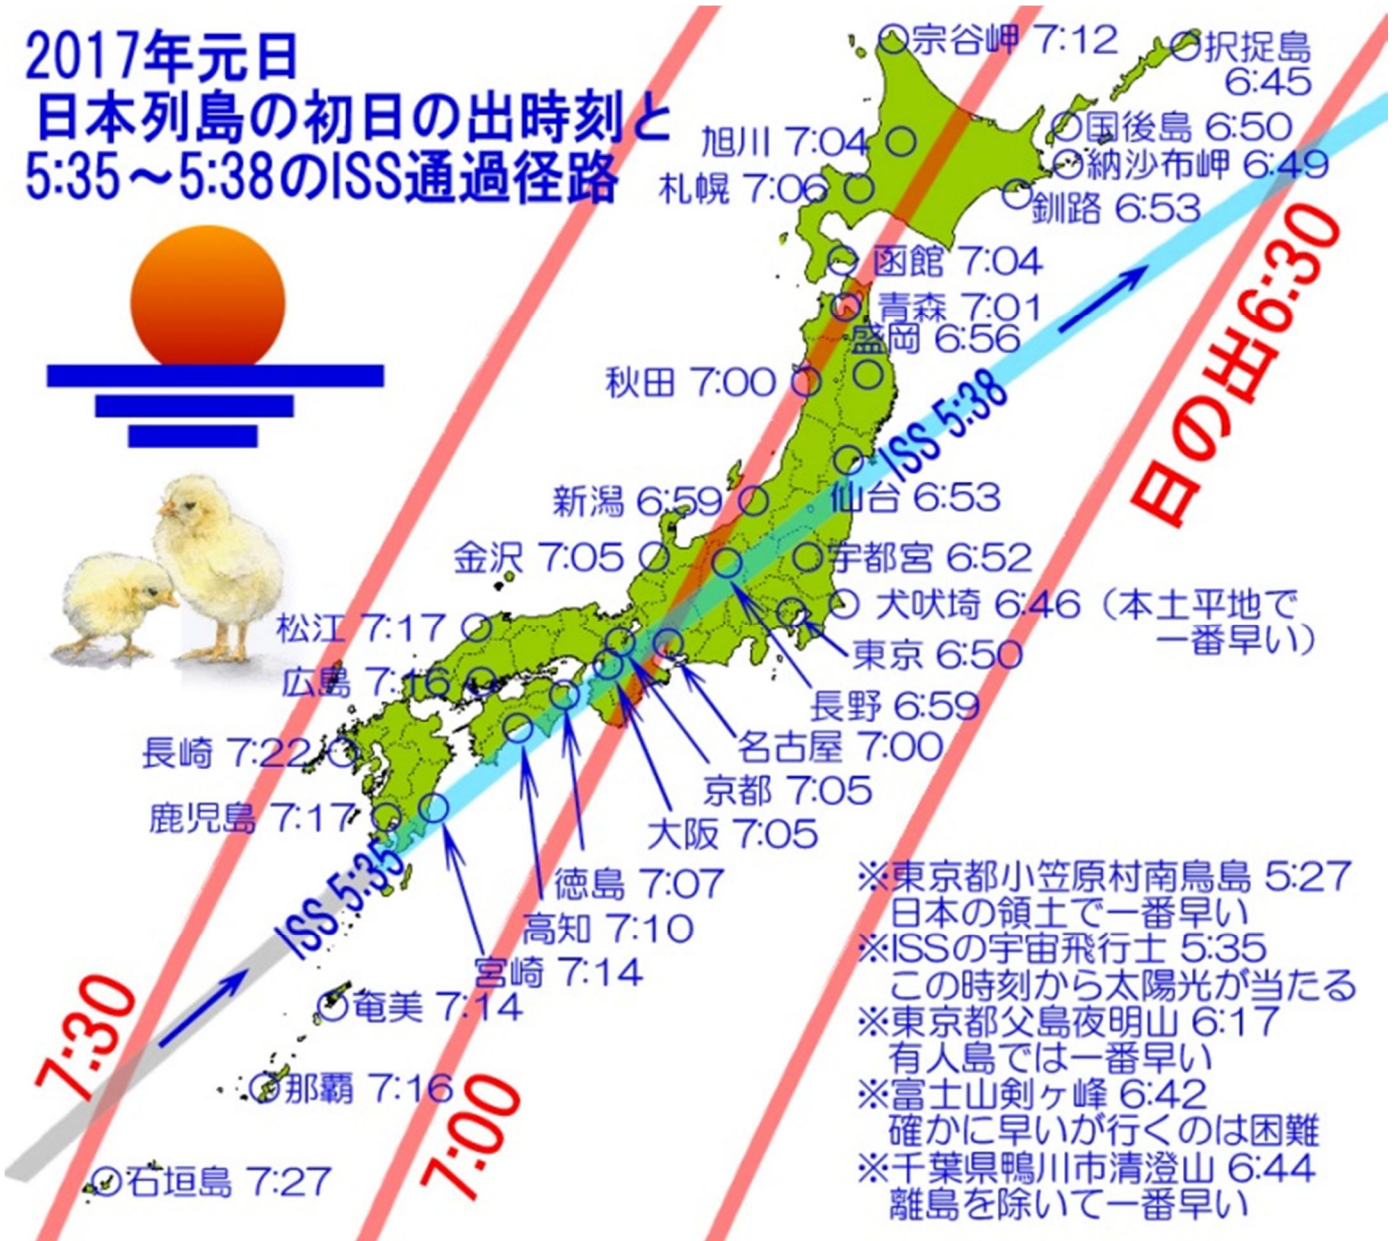 2017年元日
日本列島の初日の出時刻と
5:35～5:38のISS通過径路
宗谷岬 7:12
択捉島
6:45
旭川 7:04
国後島 6:50
納沙布岬 6:49
札幌 7:06
釧路 6:53
函館 7:04
青森 7:01
盛岡 6:56
秋田 7:00
ISS 5:38
日の出6:30
新潟 6:59
仙台 6:53
金沢 7:05
宇都宮 6:52
犬吠埼 6:46（本土平地で
一番早い）
松江 7:17
東京 6:50
広島 7:16
長野 6:59
長崎 7:22
名古屋 7:00
京都 7:05
鹿児島 7:17
大阪 7:05
ISS 5:35
徳島 7:07
高知 7:10
宮崎 7:14
奄美 7:14
7:30
那覇 7:16
7:00
石垣島 7:27
※東京都小笠原村南鳥島 5:27
日本の領土で一番早い
※ISSの宇宙飛行士 5:35
この時刻から太陽光が当たる
※東京都父島夜明山 6:17
有人島では一番早い
※富士山剣ヶ峰 6:42
確かに早いが行くのは困難
※千葉県鴨川市清澄山 6:44
離島を除いて一番早い